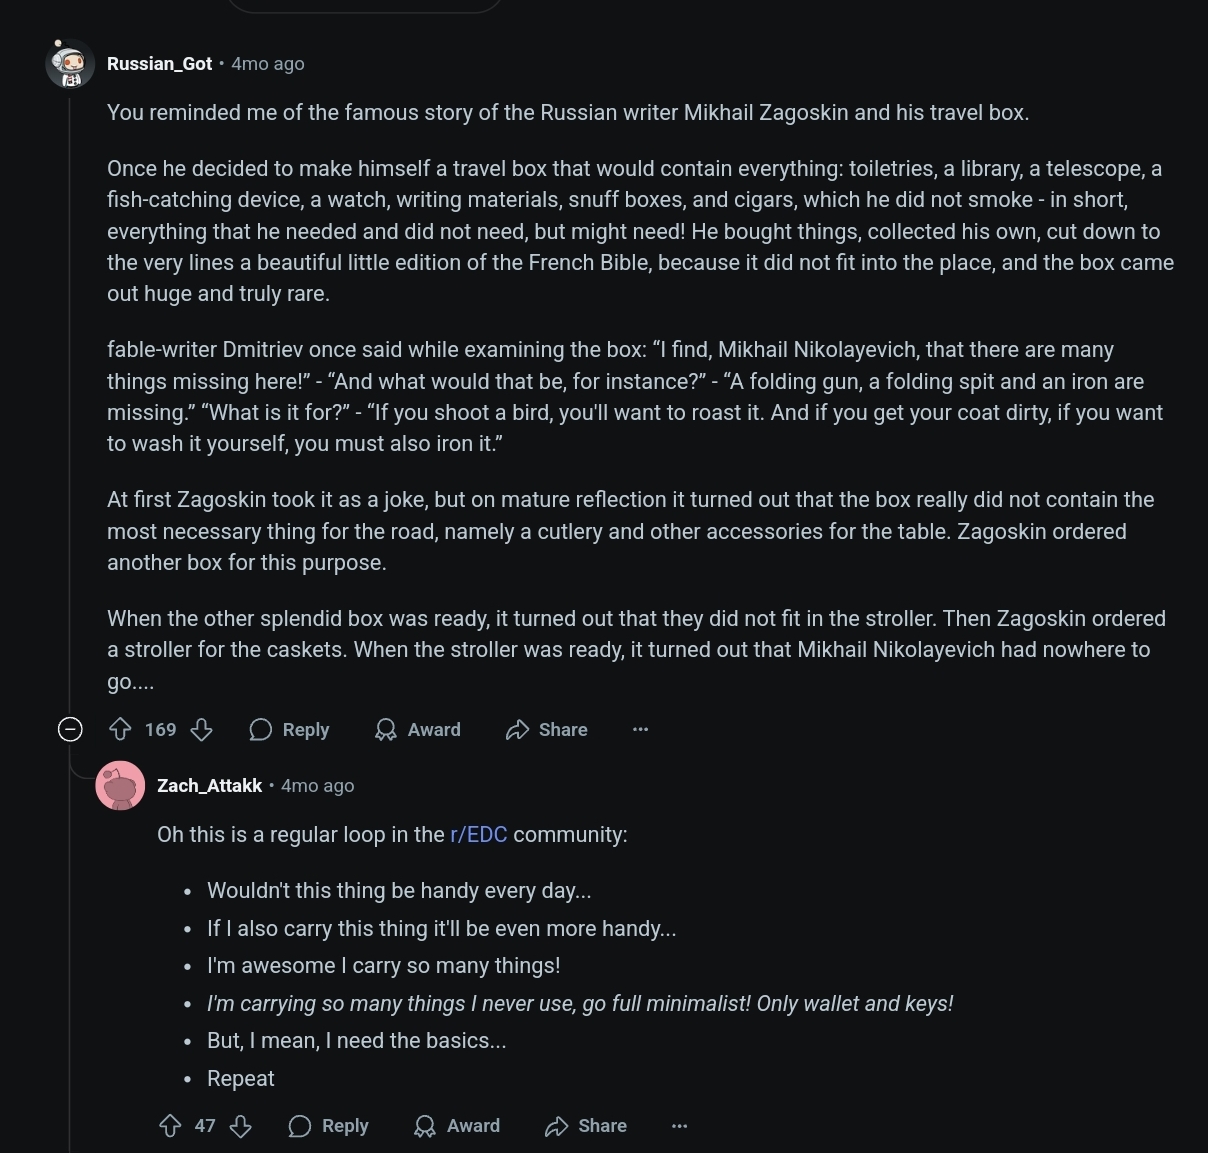 Russian_Got • 4mo ago
You reminded me of the famous story of the Russian writer Mikhail Zagoskin and his travel box.
Once he decided to make himself a travel box that would contain everything: toiletries, a library, a telescope, a
fish-catching device, a watch, writing materials, snuff boxes, and cigars, which he did not smoke - in short,
everything that he needed and did not need, but might need! He bought things, collected his own, cut down to
the very lines a beautiful little edition of the French Bible, because it did not fit into the place, and the box came
out huge and truly rare.
fable-writer Dmitriev once said while examining the box: “I find, Mikhail Nikolayevich, that there are many
things missing here!” - “And what would that be, for instance?” - “A folding gun, a folding spit and an iron are
missing.” “What is it for?” - “If you shoot a bird, you'll want to roast it. And if you get your coat dirty, if you want
to wash it yourself, you must also iron it.”
At first Zagoskin took it as a joke, but on mature reflection it turned out that the box really did not contain the
most necessary thing for the road, namely a cutlery and other accessories for the table. Zagoskin ordered
another box for this purpose.
When the other splendid box was ready, it turned out that they did not fit in the stroller. Then Zagoskin ordered
a stroller for the caskets. When the stroller was ready, it turned out that Mikhail Nikolayevich had nowhere to
go....
169 Reply Award Share ...
Zach_Attakk • 4mo ago
Oh this is a regular loop in the r/EDC community:
• Wouldn't this thing be handy every day...
• If I also carry this thing it'll be even more handy...
• I'm awesome I carry so many things!
• I'm carrying so many things I never use, go full minimalist! Only wallet and keys!
• But, I mean, I need the basics...
• Repeat
47 Reply Award Share ...